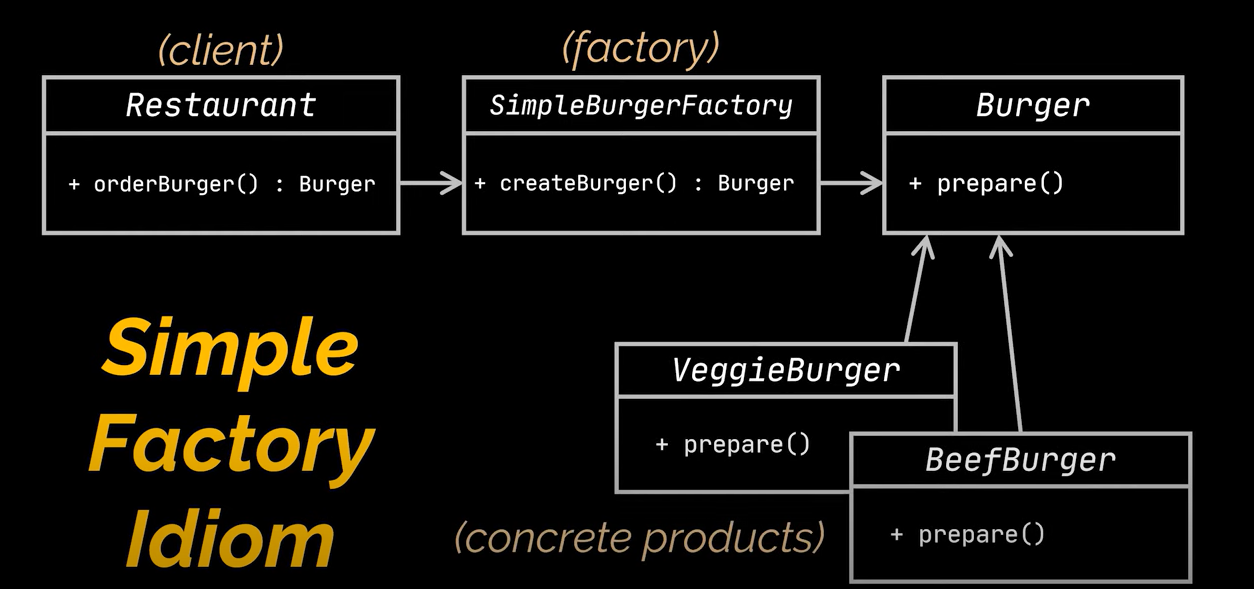 (client)
(factory)
Restaurant
+ orderBurger() : Burger
SimpleBurgerFactory
+ createBurger() : Burger
Burger
+ prepare()
Simple
Factory
Idiom
VeggieBurger
+ prepare()
BeefBurger
+ prepare()
(concrete products)